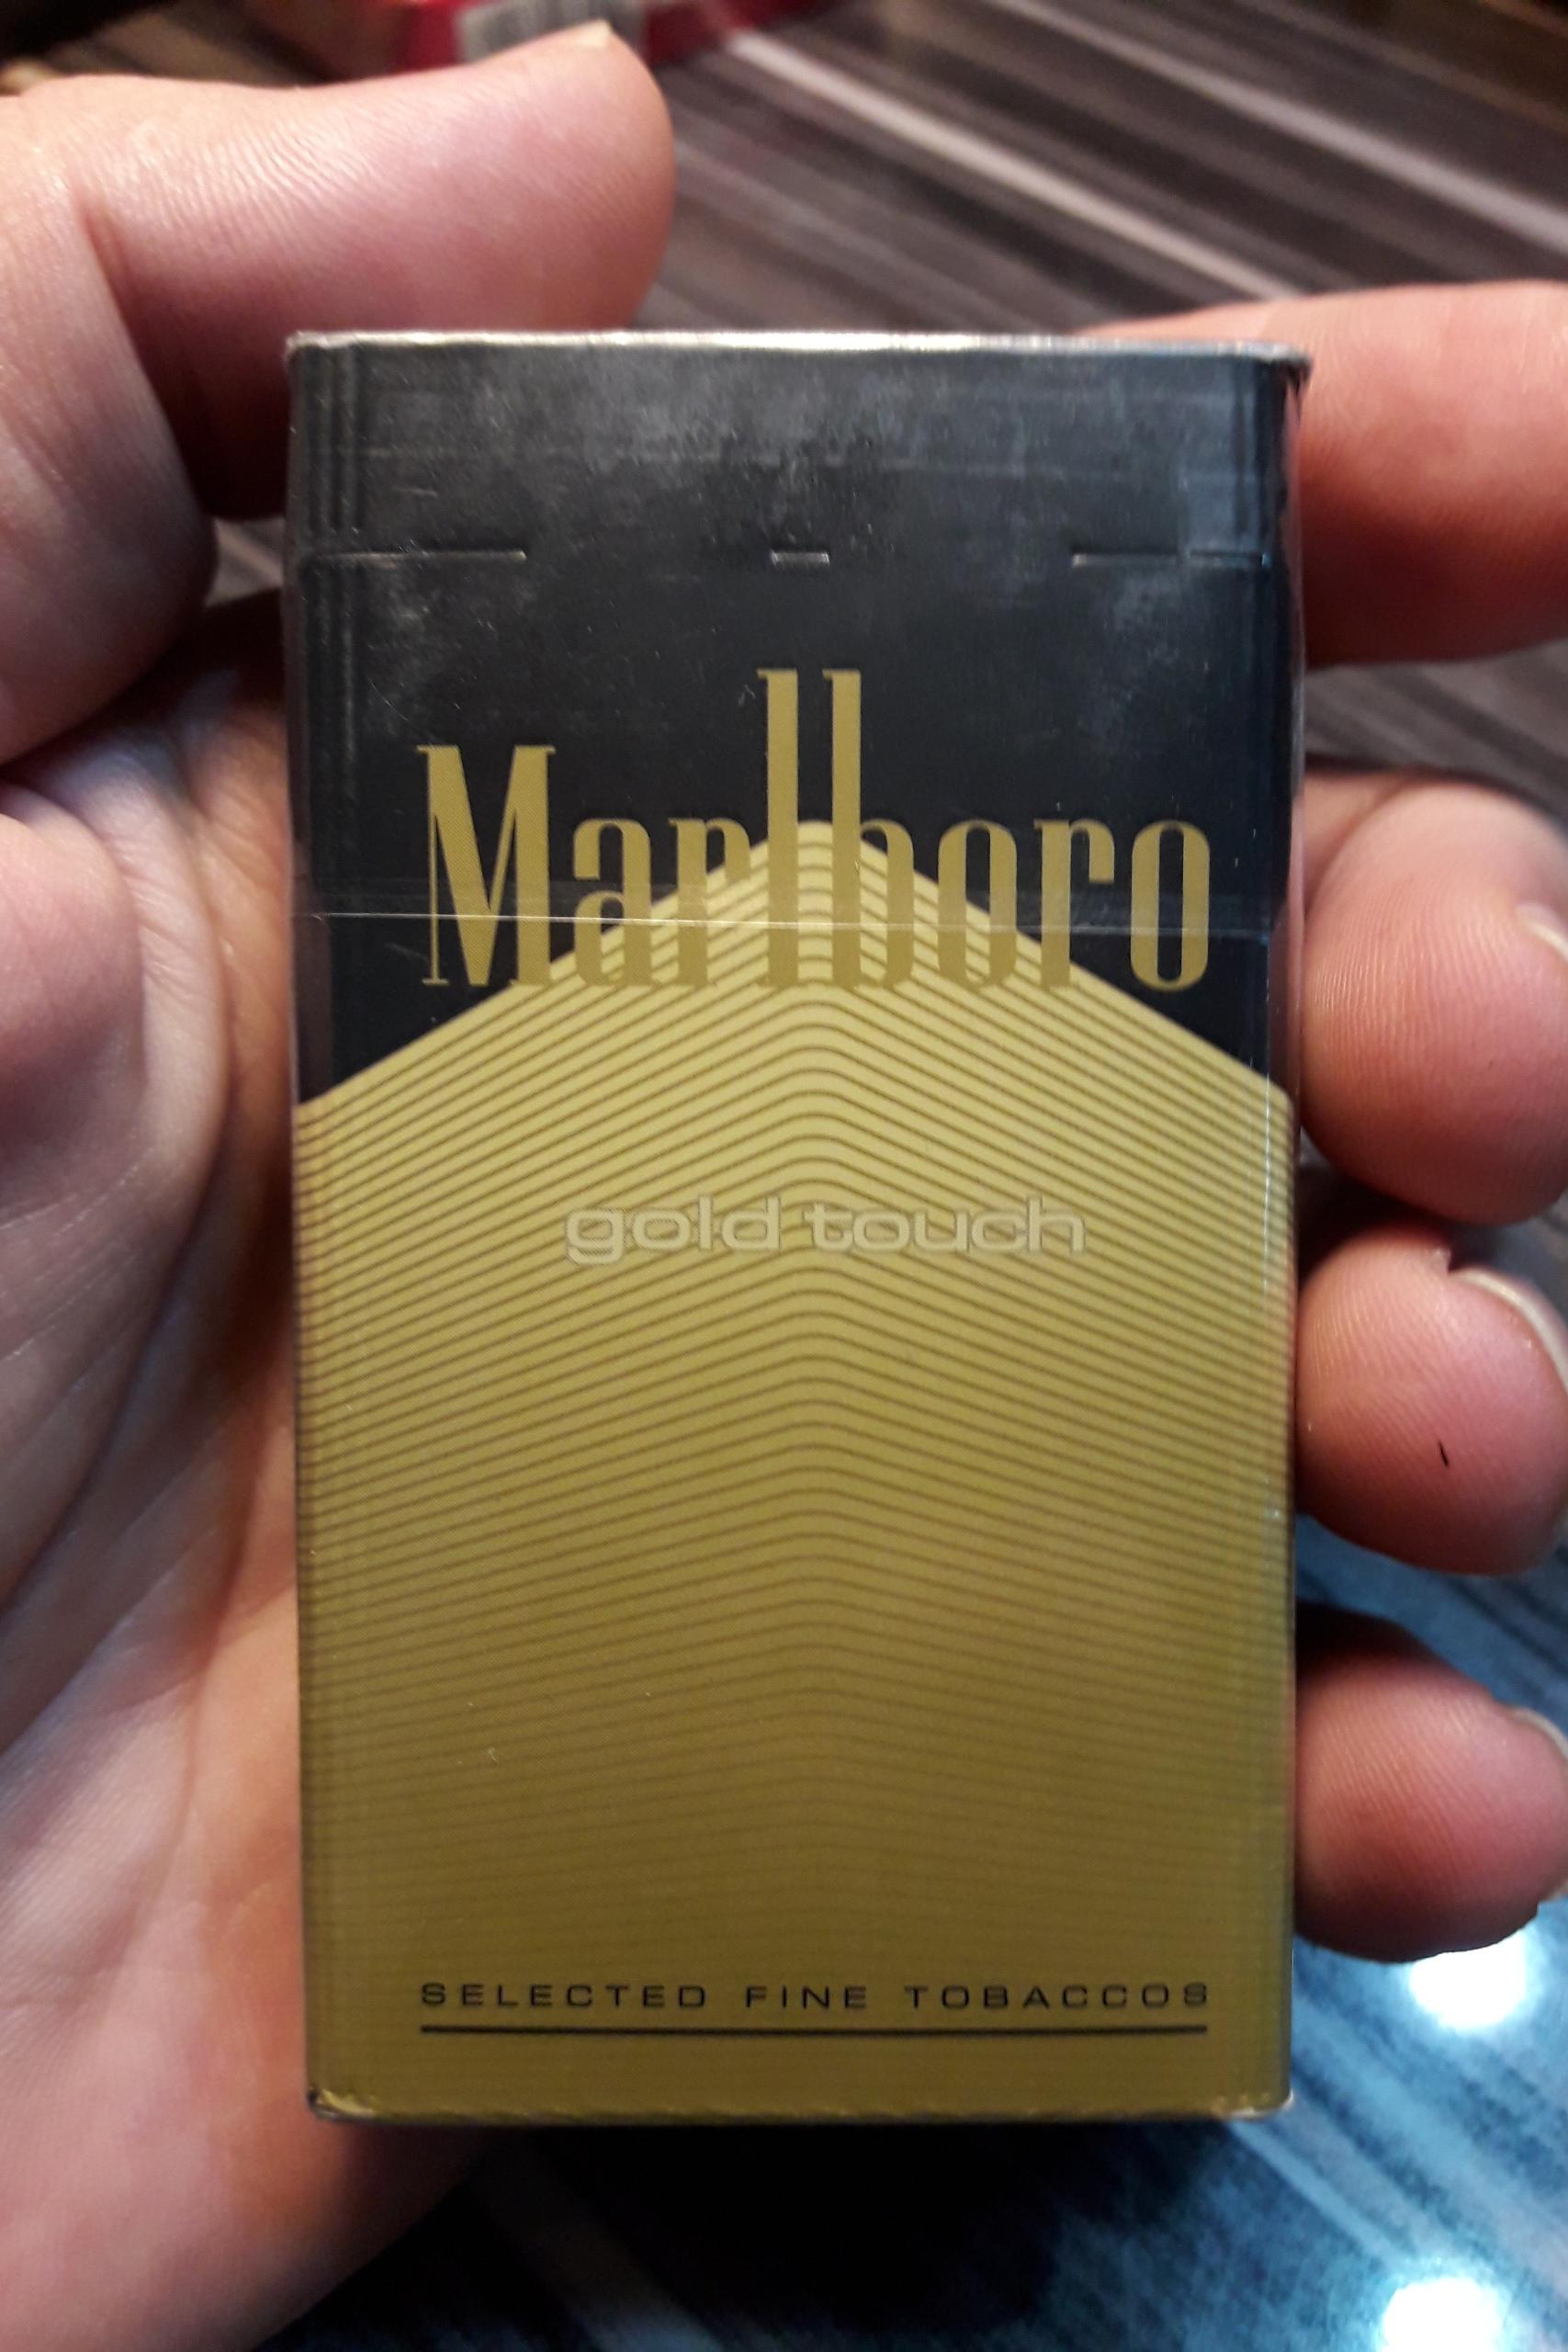 Marlboro
gold touch
SELECTED FINE TOBACCOS